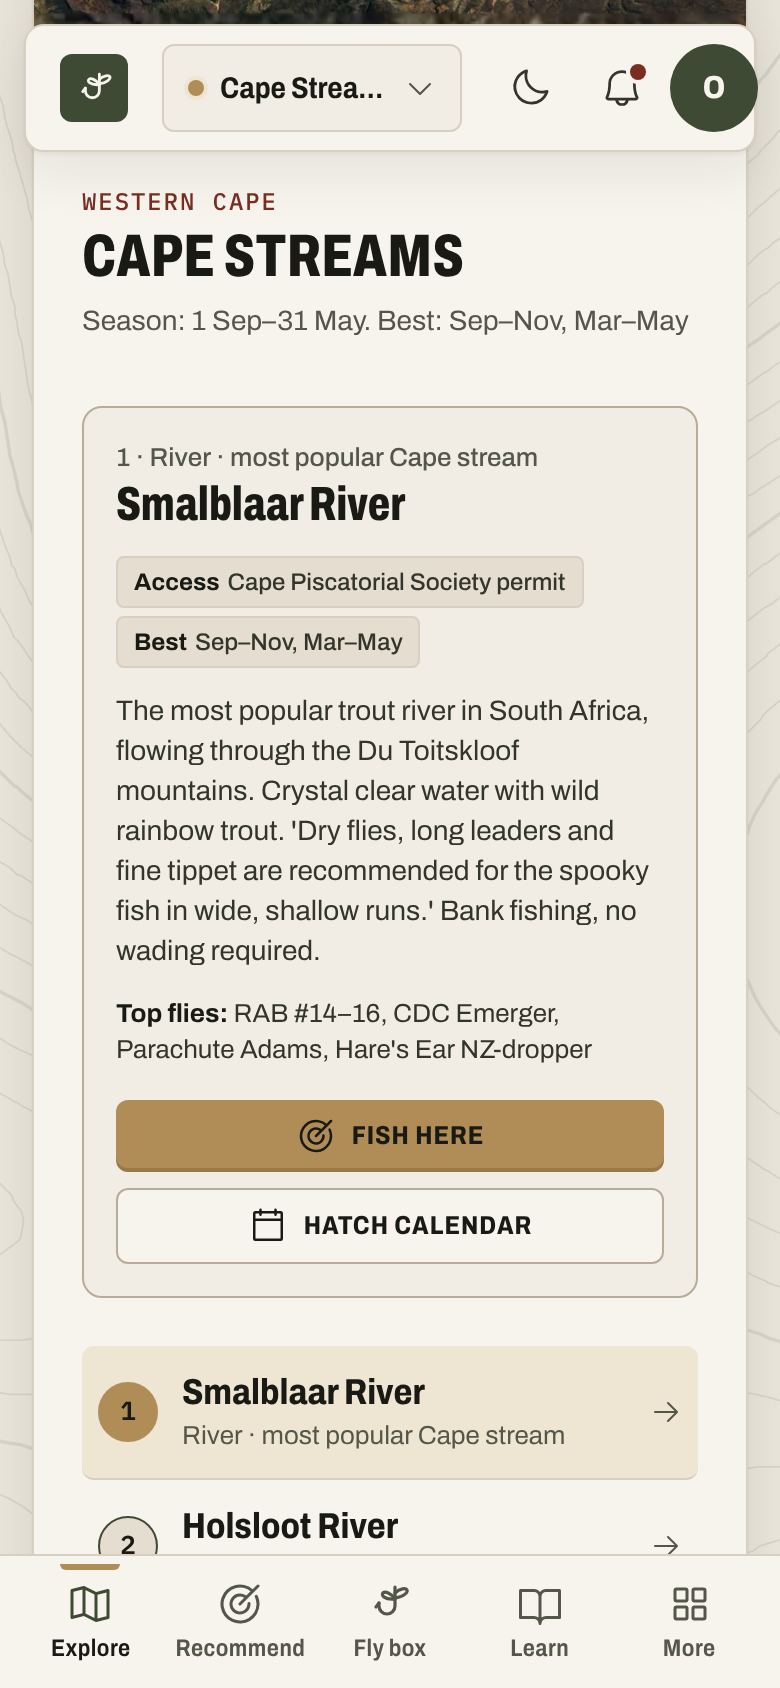 Cape Strea...
O
WESTERN CAPE
CAPE STREAMS
Season: 1 Sep–31 May. Best: Sep–Nov, Mar–May
1 · River · most popular Cape stream
Smalblaar River
Access Cape Piscatorial Society permit
Best Sep–Nov, Mar–May
The most popular trout river in South Africa,
flowing through the Du Toitskloof
mountains. Crystal clear water with wild
rainbow trout. 'Dry flies, long leaders and
fine tippet are recommended for the spooky
fish in wide, shallow runs.' Bank fishing, no
wading required.
Top flies: RAB #14–16, CDC Emerger,
Parachute Adams, Hare's Ear NZ-dropper
FISH HERE
HATCH CALENDAR
1
Smalblaar River
River · most popular Cape stream
2
Holsloot River
Explore
Recommend
Fly box
Learn
More